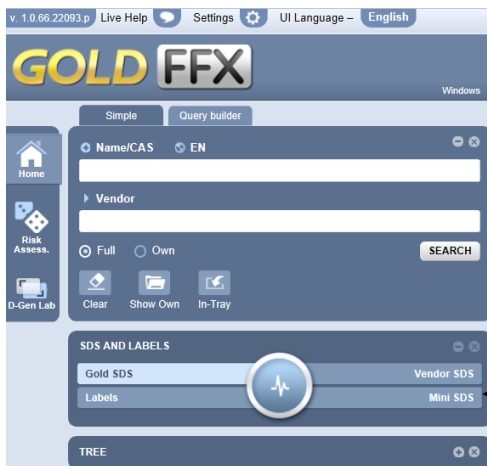 v. 1.0.66.22093.p Live Help Settings UI Language – English
GOLD FFX
Windows
Simple Query builder
Name/CAS EN
Home
Vendor
Risk
Assess.
Full Own SEARCH
Clear Show Own In-Tray
D-Gen Lab
SDS AND LABELS
Gold SDS Vendor SDS
Labels Mini SDS
TREE